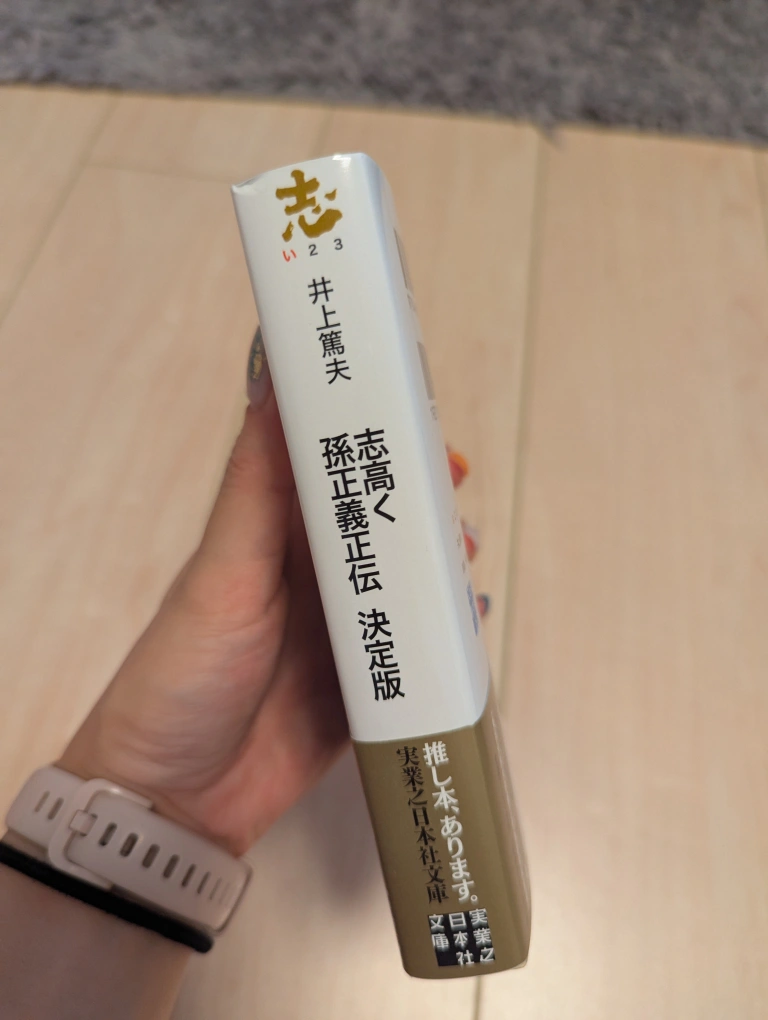 志
い23
井上篤夫
志高く
孫正義正伝 決定版
推し本、あります。
実業之日本社文庫
実業之
日本社
文庫